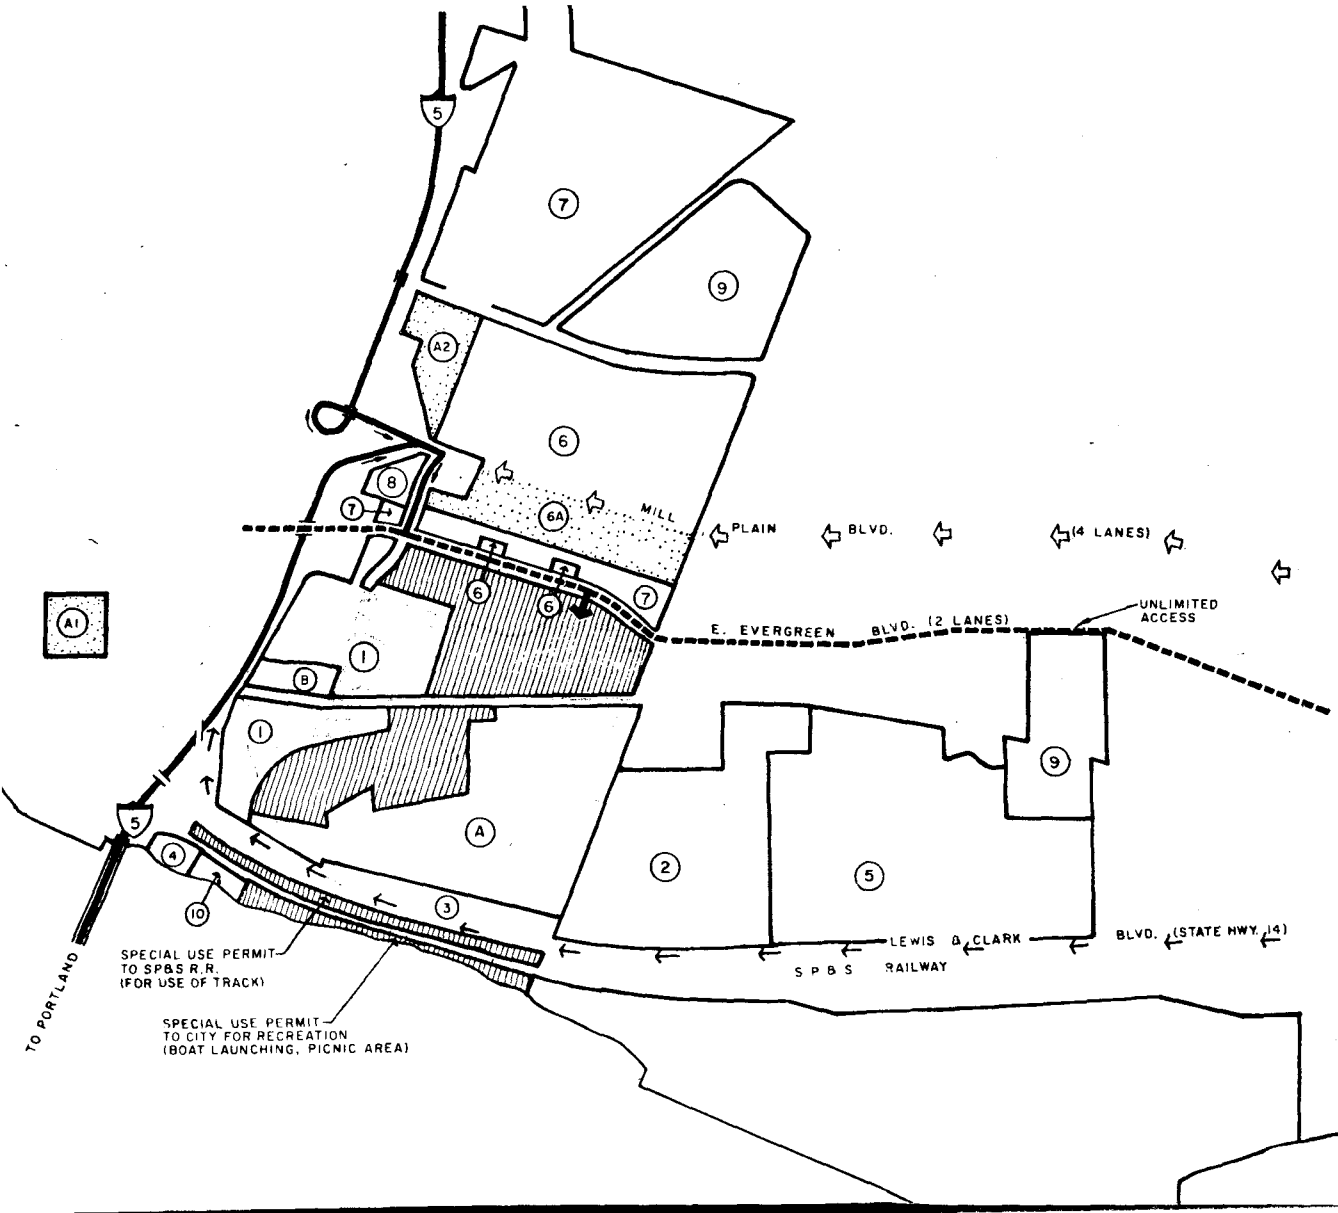 5
7
9
A2
6
8
7
6A
MILL
PLAIN
BLVD.
(4 LANES)
6
6
7
A1
UNLIMITED
ACCESS
E. EVERGREEN
BLVD. (2 LANES)
1
B
1
9
5
A
4
2
5
10
3
LEWIS & CLARK
BLVD. (STATE HWY. 14)
S P & S RAILWAY
SPECIAL USE PERMIT
TO SP&S R.R.
(FOR USE OF TRACK)
TO PORTLAND
SPECIAL USE PERMIT
TO CITY FOR RECREATION
(BOAT LAUNCHING, PICNIC AREA)